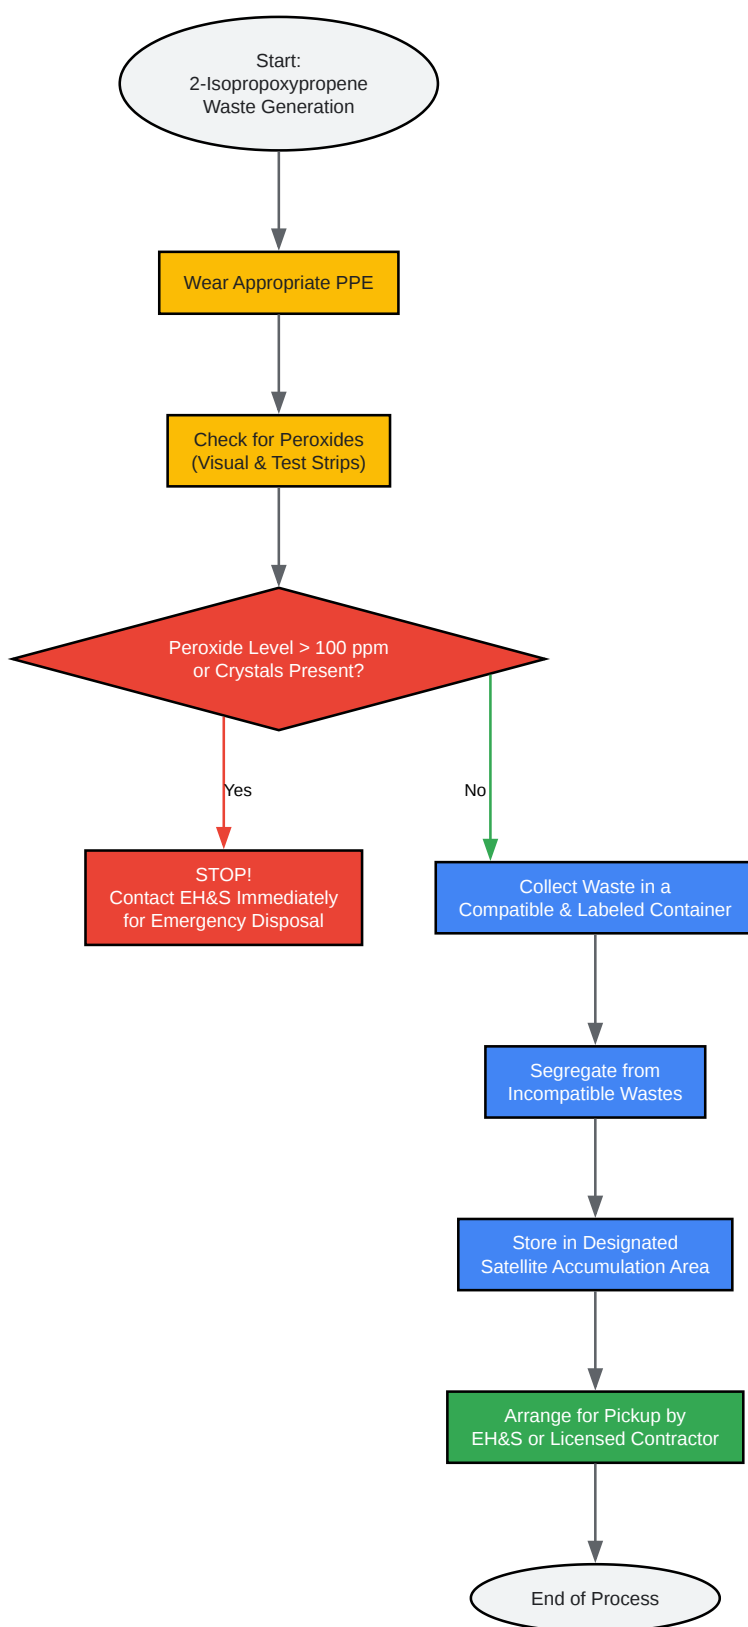 Start:
2-Isopropoxypropene
Waste Generation
Wear Appropriate PPE
Check for Peroxides
(Visual & Test Strips)
Peroxide Level > 100 ppm
or Crystals Present?
Yes
No
STOP!
Contact EH&S Immediately
for Emergency Disposal
Collect Waste in a
Compatible & Labeled Container
Segregate from
Incompatible Wastes
Store in Designated
Satellite Accumulation Area
Arrange for Pickup by
EH&S or Licensed Contractor
End of Process